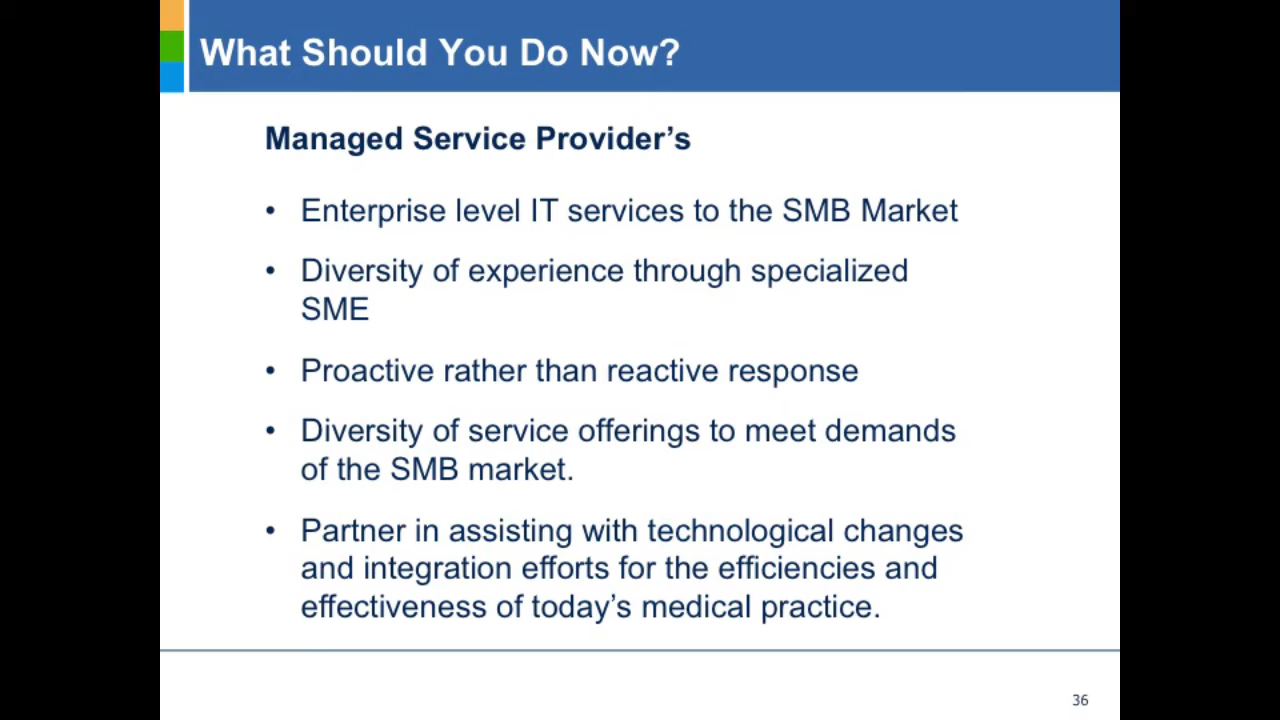 What Should You Do Now?
Managed Service Provider’s
• Enterprise level IT services to the SMB Market
• Diversity of experience through specialized
SME
• Proactive rather than reactive response
• Diversity of service offerings to meet demands
of the SMB market.
• Partner in assisting with technological changes
and integration efforts for the efficiencies and
effectiveness of today’s medical practice.
36